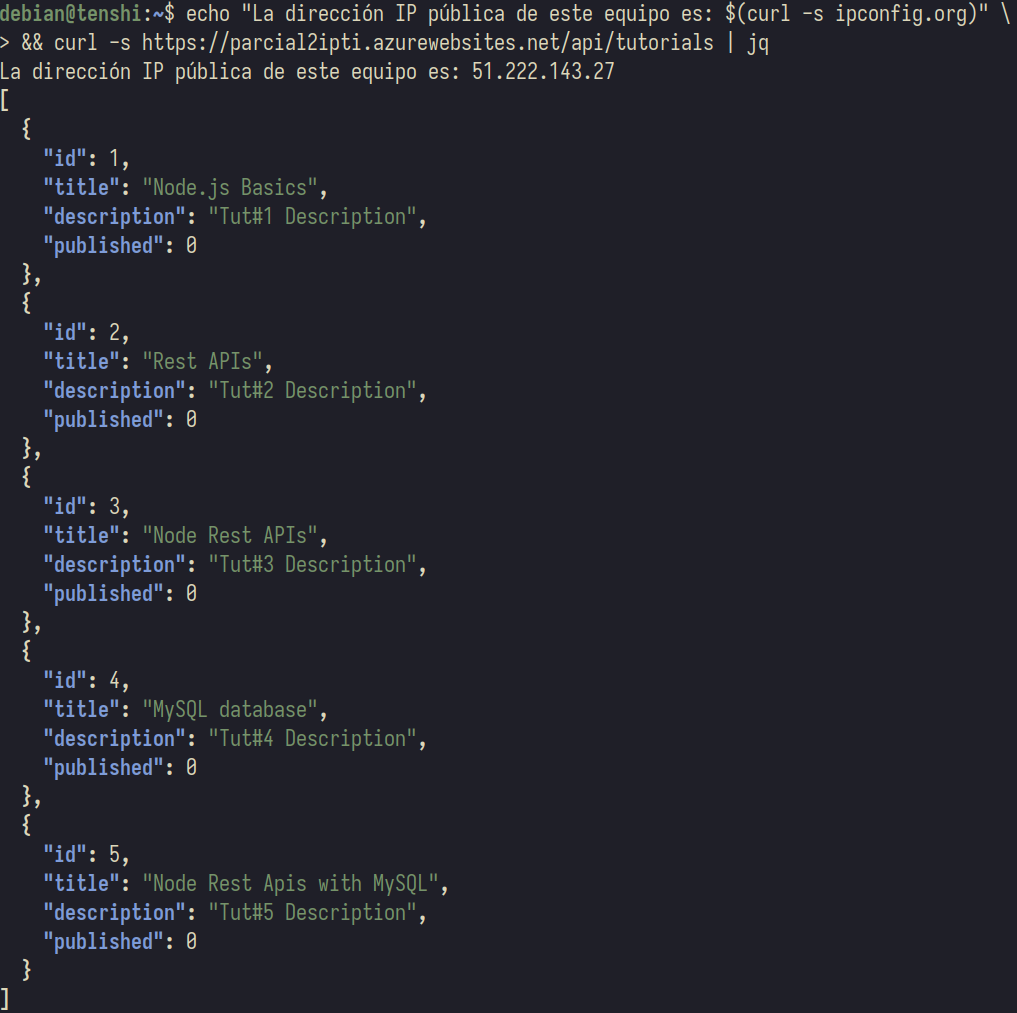 debian@tenshi:~$ echo "La dirección IP pública de este equipo es: $(curl -s ipconfig.org)" \
> && curl -s https://parcial2ipti.azurewebsites.net/api/tutorials | jq
La dirección IP pública de este equipo es: 51.222.143.27
[
  {
    "id": 1,
    "title": "Node.js Basics",
    "description": "Tut#1 Description",
    "published": 0
  },
  {
    "id": 2,
    "title": "Rest APIs",
    "description": "Tut#2 Description",
    "published": 0
  },
  {
    "id": 3,
    "title": "Node Rest APIs",
    "description": "Tut#3 Description",
    "published": 0
  },
  {
    "id": 4,
    "title": "MySQL database",
    "description": "Tut#4 Description",
    "published": 0
  },
  {
    "id": 5,
    "title": "Node Rest Apis with MySQL",
    "description": "Tut#5 Description",
    "published": 0
  }
]